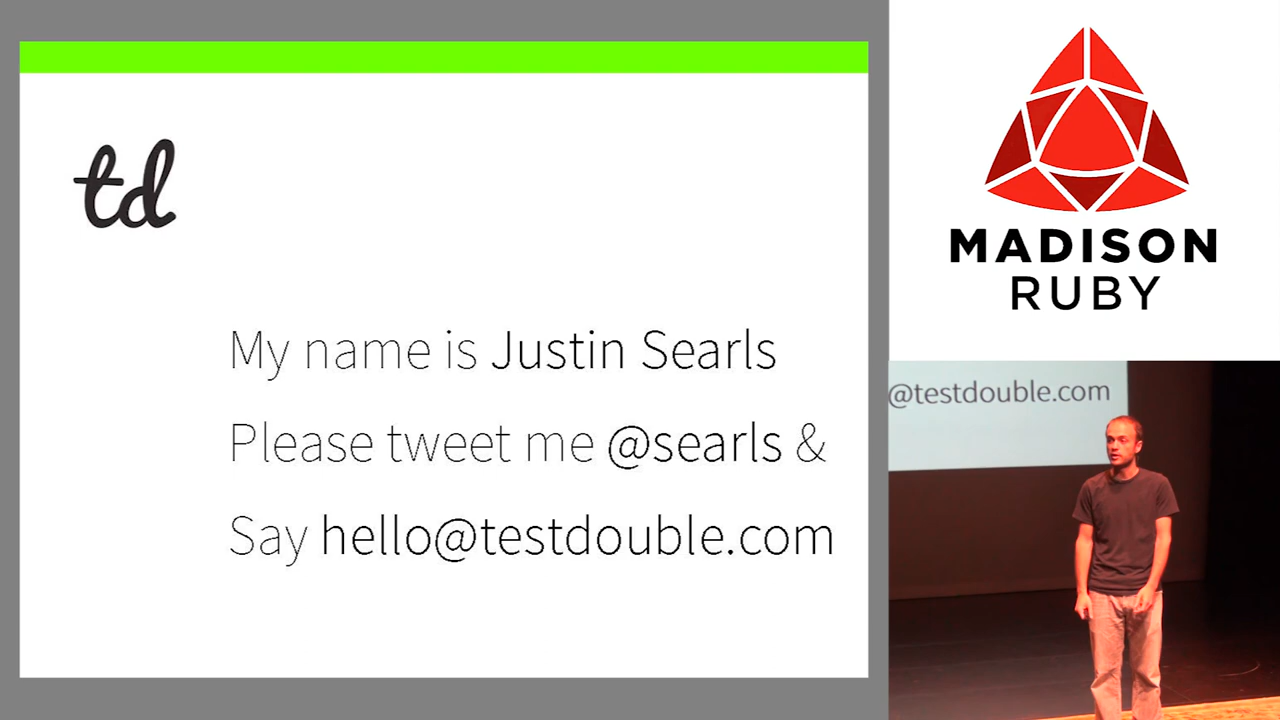 td
My name is Justin Searls
Please tweet me @searls &
Say hello@testdouble.com
MADISON
RUBY
@testdouble.com